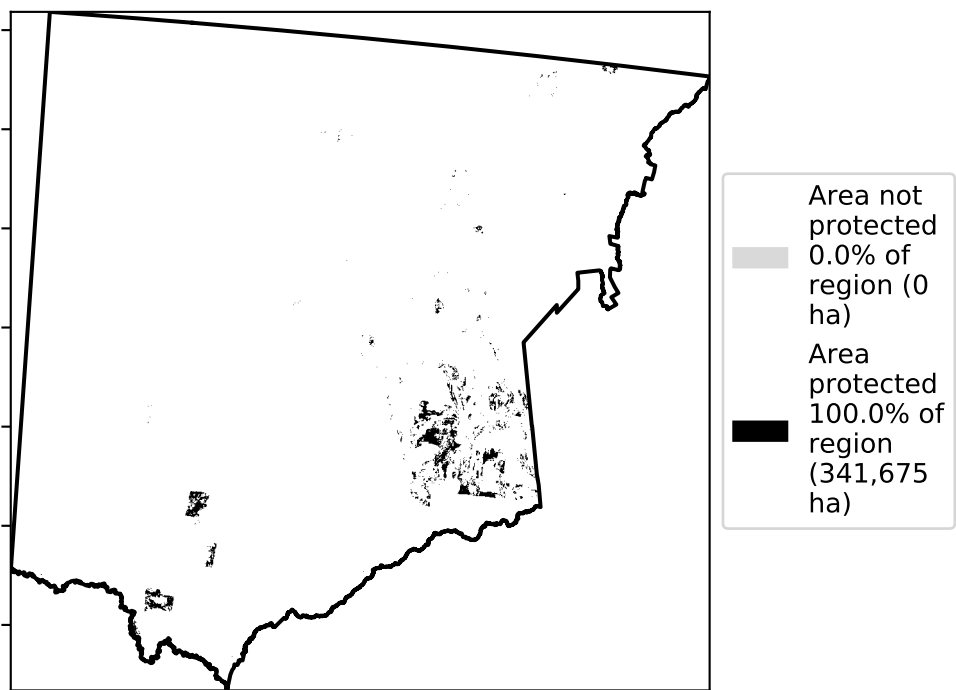 Area not
protected
0.0% of
region (0
ha)
Area
protected
100.0% of
region
(341,675
ha)